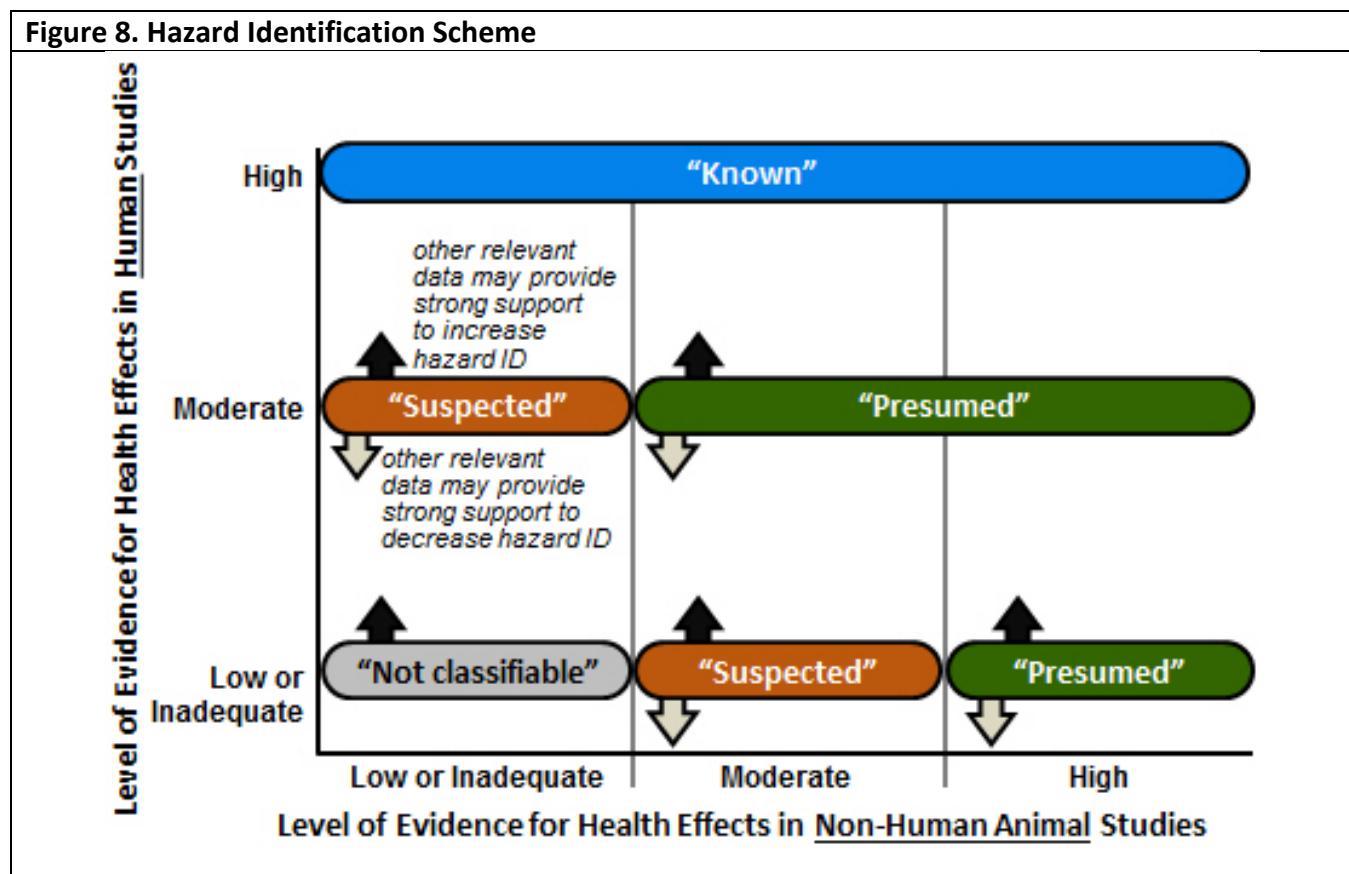 Figure 8. Hazard Identification Scheme
Level of Evidence for Health Effects in Human Studies
High
“Known”
other relevant
data may provide
strong support
to increase
hazard ID
Moderate
“Suspected”
“Presumed”
other relevant
data may provide
strong support to
decrease hazard ID
Low or
Inadequate
“Not classifiable”
“Suspected”
“Presumed”
Low or Inadequate
Moderate
High
Level of Evidence for Health Effects in Non-Human Animal Studies